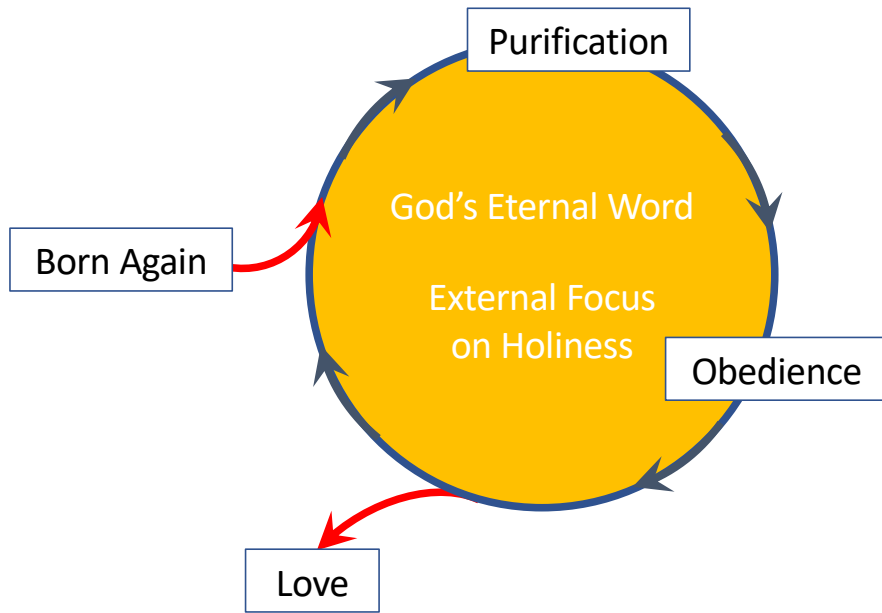 Purification
God’s Eternal Word
Born Again
External Focus
on Holiness
Obedience
Love